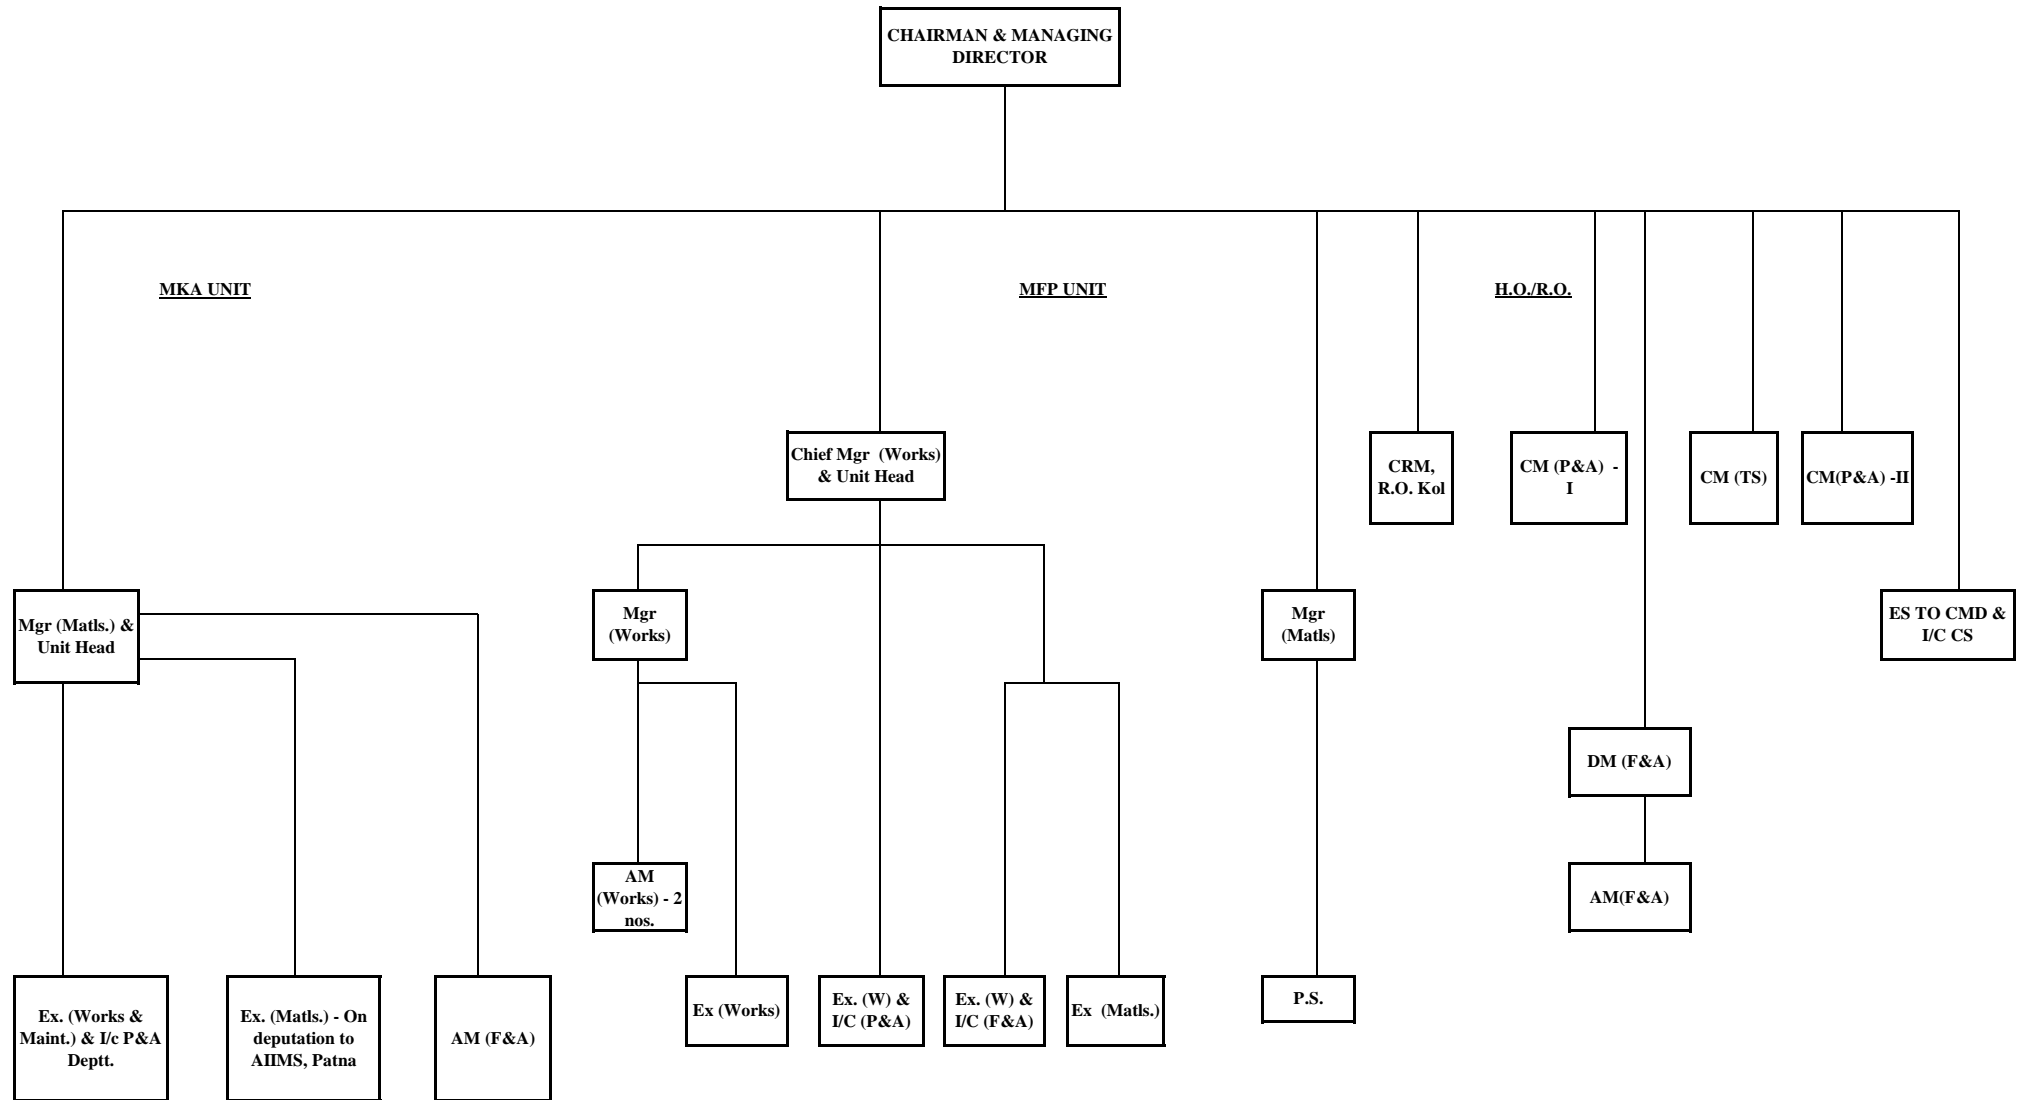 CHAIRMAN & MANAGING
DIRECTOR
MKA UNIT
MFP UNIT
H.O./R.O.
Chief Mgr (Works)
& Unit Head
CRM,
R.O. Kol
CM (P&A) -
I
CM (TS)
CM(P&A) -II
Mgr (Matls.) &
Unit Head
Mgr
(Works)
Mgr
(Matls)
ES TO CMD &
I/C CS
DM (F&A)
AM
(Works) - 2
nos.
AM(F&A)
Ex. (Works &
Maint.) & I/c P&A
Deptt.
Ex. (Matls.) - On
deputation to
AIIMS, Patna
AM (F&A)
Ex (Works)
Ex. (W) &
I/C (P&A)
Ex. (W) &
I/C (F&A)
Ex (Matls.)
P.S.